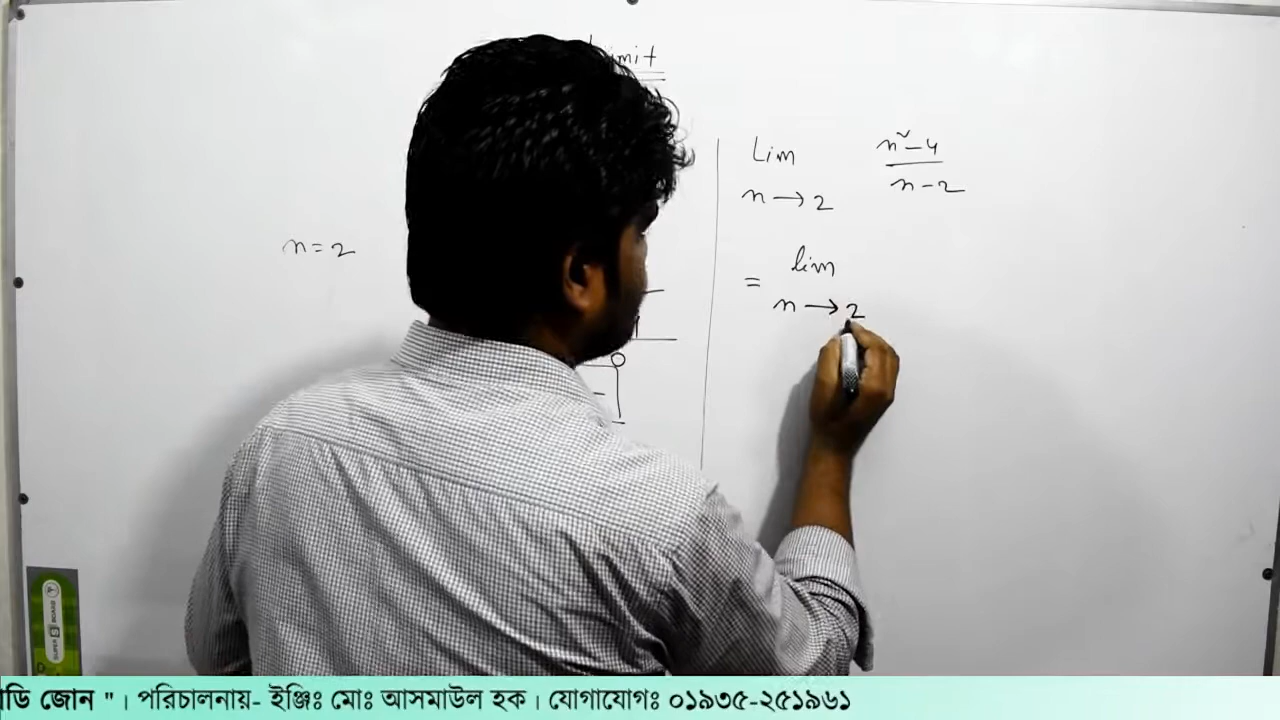 Limit
n = 2
Lim n → 2 n² - 4 / n - 2
= lim n → 2
াডি জোন "। পরিচালনায়- ইঞ্জিঃ মোঃ আসমাউল হক। যোগাযোগঃ ০১৯৩৫-২৫১৯৬১